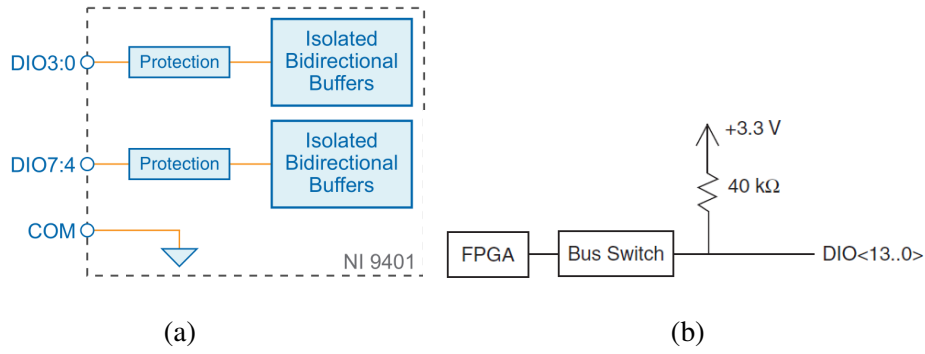 DIO3:0
Protection
Isolated
Bidirectional
Buffers
DIO7:4
Protection
Isolated
Bidirectional
Buffers
COM
NI 9401
+3.3 V
40 kΩ
FPGA
Bus Switch
DIO<13..0>
(a)
(b)